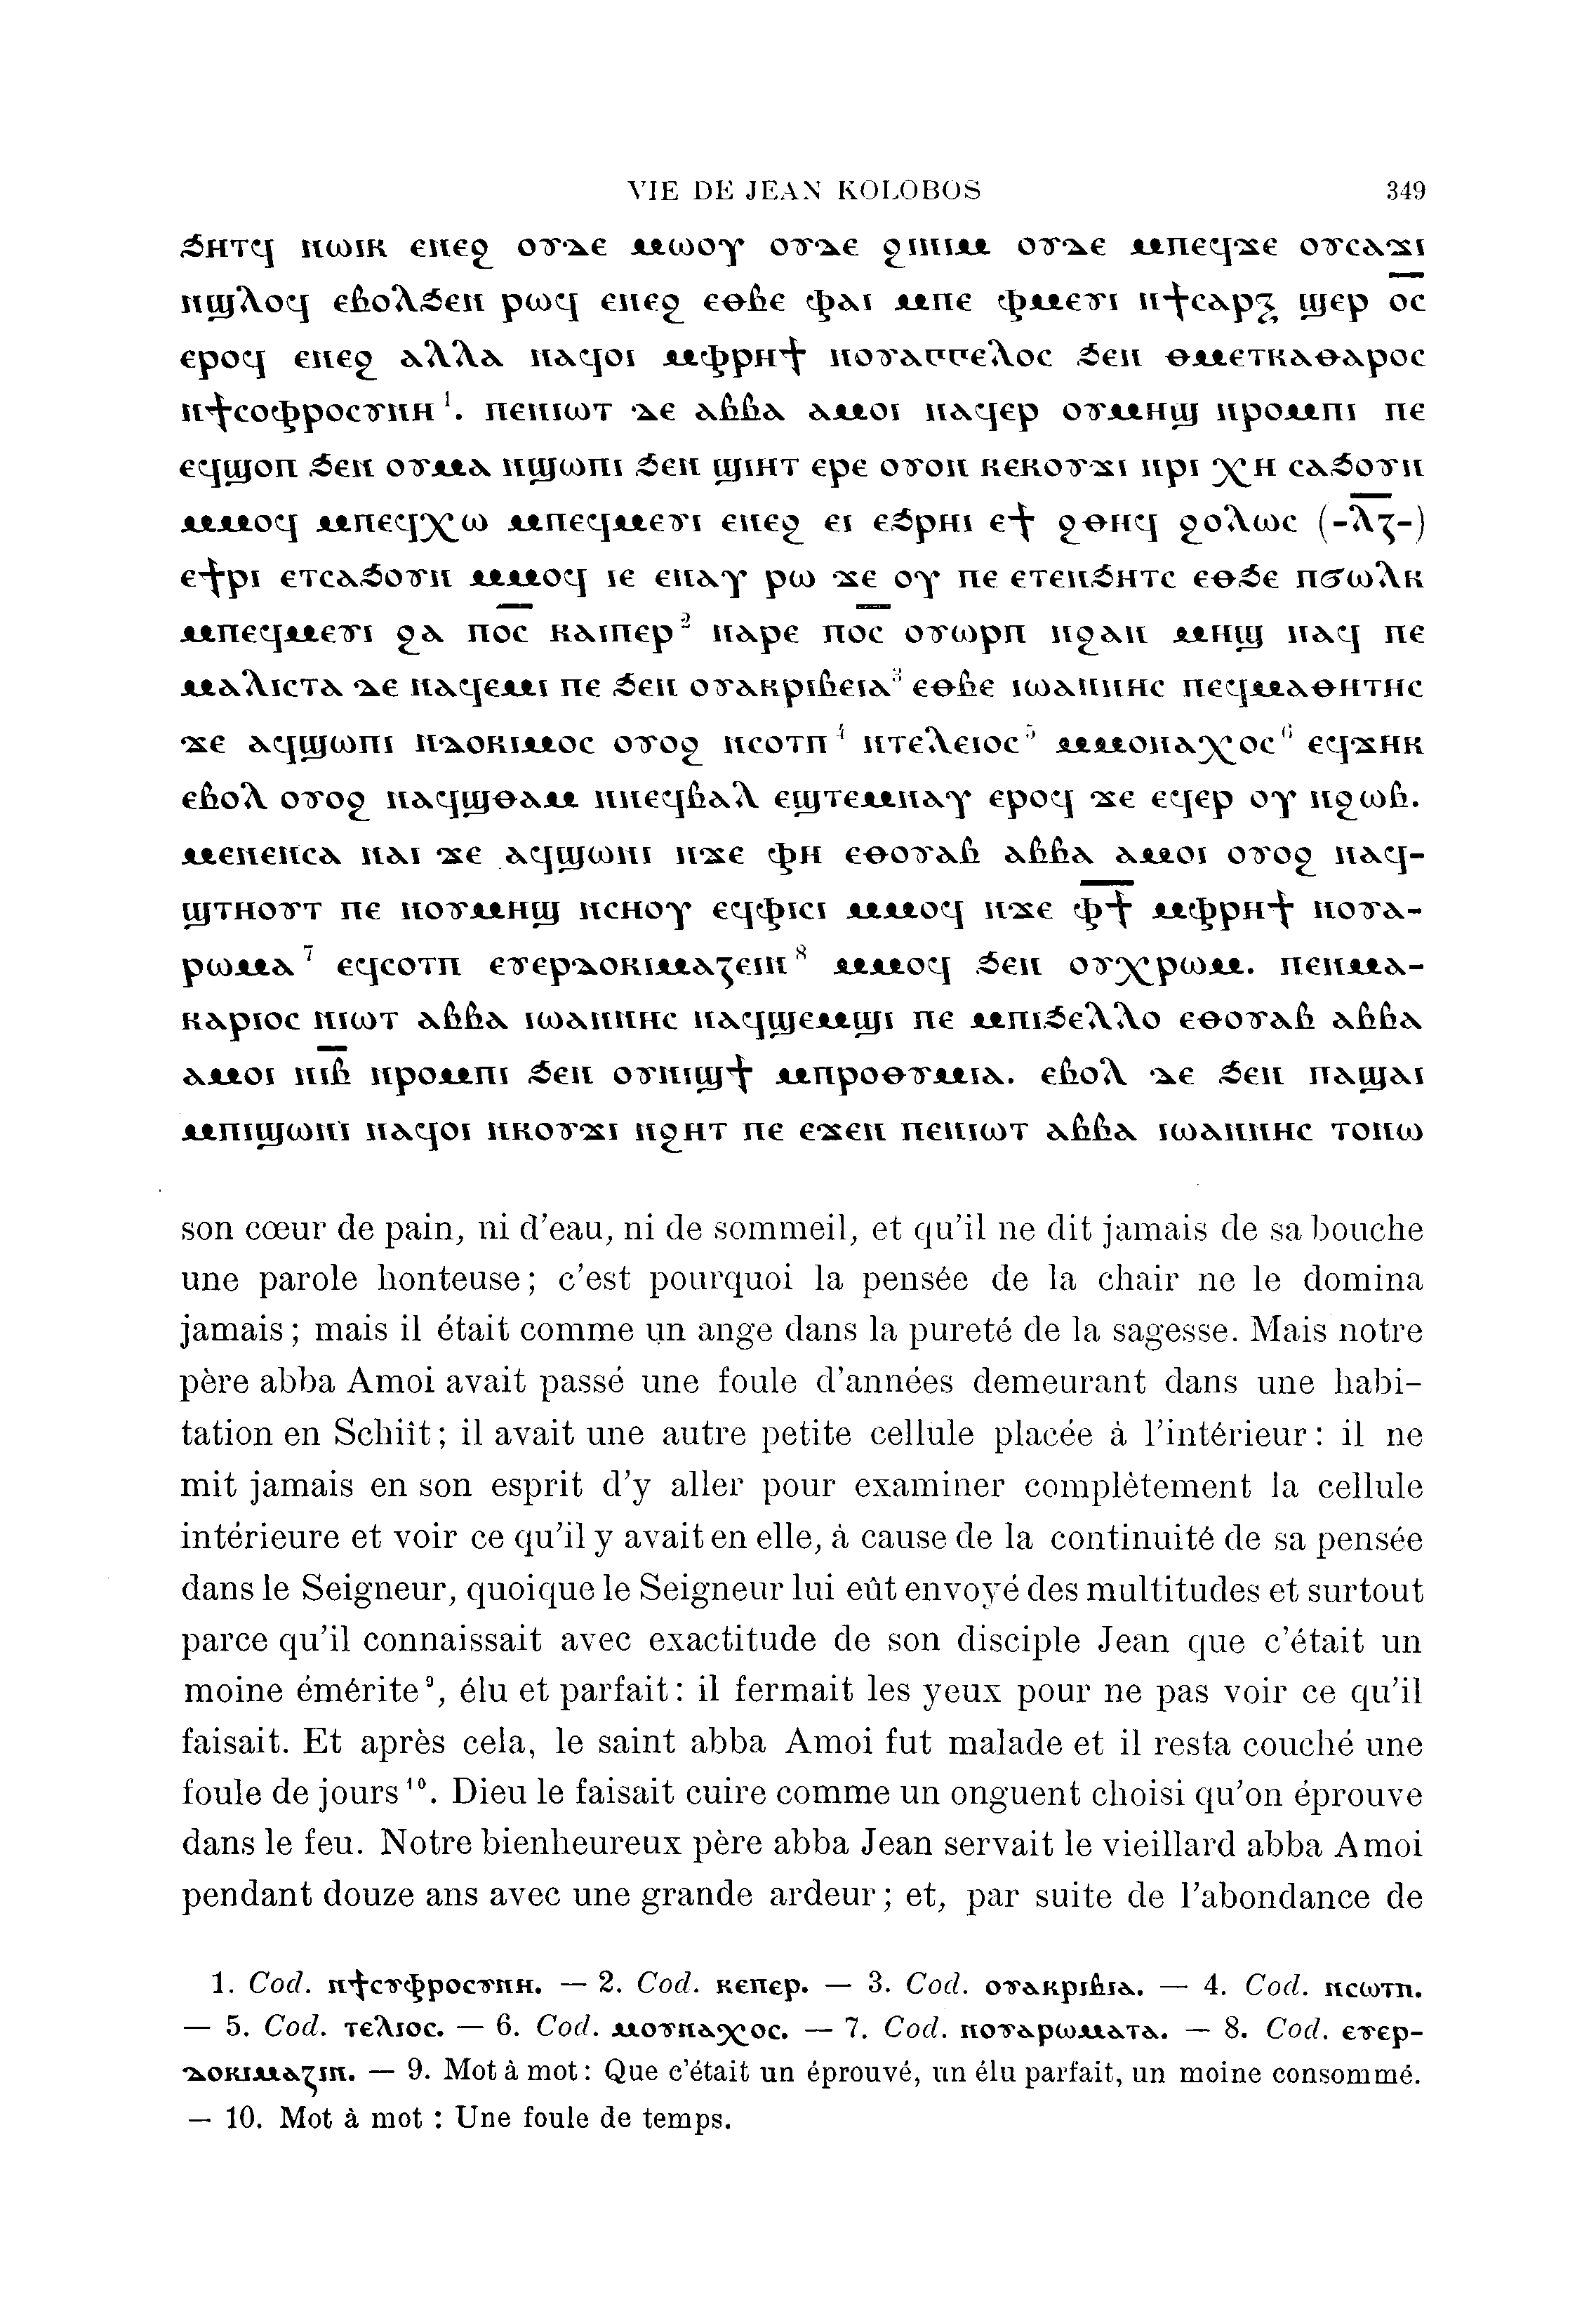 VIE DE JEAN KOLOBOS 349
ϧⲏⲧϥ ⲛⲱⲓⲕ ⲉⲛⲉϩ ⲟⲩⲇⲉ ⲙⲱⲟⲩ ⲟⲩⲇⲉ ϩⲓⲛⲓⲙ ⲟⲩⲇⲉ ⲙⲡⲉϥϫⲉ ⲟⲩⲥⲁϫⲓ
ⲛϣⲗⲟϥ ⲉⲃⲟⲗϧⲉⲛ ⲣⲱϥ ⲉⲛⲉϩ ⲉⲑⲃⲉ ⲫⲁⲓ ⲙⲡⲉ ⲫⲙⲉⲩⲓ ⲛϯⲥⲁⲣⲝ ϣⲉⲣ ⲟ̅ⲥ̅
ⲉⲣⲟϥ ⲉⲛⲉϩ ⲁⲗⲗⲁ ⲛⲁϥⲟⲓ ⲙⲫⲣⲏϯ ⲛⲟⲩⲁⲅⲅⲉⲗⲟⲥ ϧⲉⲛ ⲑⲙⲉⲧⲕⲁⲑⲁⲣⲟⲥ
ⲛϯⲥⲟⲫⲣⲟⲥⲩⲛⲏ ¹. ⲡⲉⲛⲓⲱⲧ ⲇⲉ ⲁⲃⲃⲁ ⲁⲙⲟⲓ ⲛⲁϥⲉⲣ ⲟⲩⲙⲏϣ ⲛⲣⲟⲙⲡⲓ ⲡⲉ
ⲉϥϣⲟⲡ ϧⲉⲛ ⲟⲩⲙⲁ ⲛϣⲱⲡⲓ ϧⲉⲛ ϣⲓⲏⲧ ⲉⲣⲉ ⲟⲩⲟⲛ ⲕⲉⲕⲟⲩϫⲓ ⲛⲣⲓ ⲭⲏ ⲥⲁϧⲟⲩⲛ
ⲙⲙⲟϥ ⲙⲡⲉϥⲭⲱ ⲙⲡⲉϥⲙⲉⲩⲓ ⲉⲛⲉϩ ⲉⲓ ⲉϧⲣⲏⲓ ⲉϯ ϩⲑⲏϥ ϩⲟⲗⲱⲥ (-ⲗ̅ⲍ̅-)
ⲉϯⲣⲓ ⲉⲧⲥⲁϧⲟⲩⲛ ⲙⲙⲟϥ ⲓⲉ ⲉⲛⲁⲩ ⲣⲱ ϫⲉ ⲟⲩ ⲡⲉ ⲉⲧⲉⲛϧⲏⲧⲥ ⲉⲑϧⲉ ⲡϭⲱⲗⲕ
ⲙⲡⲉϥⲙⲉⲩⲓ ϩⲁ ⲡⲟ̅ⲥ̅ ⲕⲁⲓⲡⲉⲣ ² ⲛⲁⲣⲉ ⲡⲟ̅ⲥ̅ ⲟⲩⲱⲣⲡ ⲛϩⲁⲛ ⲙⲏϣ ⲛⲁϥ ⲡⲉ
ⲙⲁⲗⲓⲥⲧⲁ ⲇⲉ ⲛⲁϥⲉⲙⲓ ⲡⲉ ϧⲉⲛ ⲟⲩⲁⲕⲣⲓⲃⲉⲓⲁ ³ ⲉⲑⲃⲉ ⲓⲱⲁⲛⲛⲏⲥ ⲡⲉϥⲙⲁⲑⲏⲧⲏⲥ
ϫⲉ ⲁϥϣⲱⲡⲓ ⲛⲇⲟⲕⲓⲙⲟⲥ ⲟⲩⲟϩ ⲛⲥⲟⲧⲡ ⁴ ⲛⲧⲉⲗⲉⲓⲟⲥ ⁵ ⲙⲙⲟⲛⲁⲭⲟⲥ ⁶ ⲉϥϫⲏⲕ
ⲉⲃⲟⲗ ⲟⲩⲟϩ ⲛⲁϥϣⲑⲁⲙ ⲛⲛⲉϥⲃⲁⲗ ⲉϣⲧⲉⲙⲛⲁⲩ ⲉⲣⲟϥ ϫⲉ ⲉϥⲉⲣ ⲟⲩ ⲛϩⲱⲃ.
ⲙⲉⲛⲉⲛⲥⲁ ⲛⲁⲓ ϫⲉ ⲁϥϣⲱⲛⲓ ⲛϫⲉ ⲫⲏ ⲉⲑⲟⲩⲁⲃ ⲁⲃⲃⲁ ⲁⲙⲟⲓ ⲟⲩⲟϩ ⲛⲁϥ-
ϣⲧⲏⲟⲩⲧ ⲡⲉ ⲛⲟⲩⲙⲏϣ ⲛⲥⲏⲟⲩ ⲉϥⲫⲓⲥⲓ ⲙⲙⲟϥ ⲛϫⲉ ⲫ̅ϯ̅ ⲙⲫⲣⲏϯ ⲛⲟⲩⲁ-
ⲣⲱⲙⲁ ⁷ ⲉϥⲥⲟⲧⲡ ⲉⲩⲉⲣⲇⲟⲕⲓⲙⲁⲍⲉⲓⲛ ⁸ ⲙⲙⲟϥ ϧⲉⲛ ⲟⲩⲭⲣⲱⲙ. ⲡⲉⲛⲙⲁ-
ⲕⲁⲣⲓⲟⲥ ⲛⲓⲱⲧ ⲁⲃⲃⲁ ⲓⲱⲁⲛⲛⲏⲥ ⲛⲁϥϣⲉⲙϣⲓ ⲡⲉ ⲙⲡⲓϧⲉⲗⲗⲟ ⲉⲑⲟⲩⲁⲃ ⲁⲃⲃⲁ
ⲁⲙⲟⲓ ⲛⲓ̅ⲃ̅ ⲛⲣⲟⲙⲡⲓ ϧⲉⲛ ⲟⲩⲛⲓϣϯ ⲙⲡⲣⲟⲑⲩⲙⲓⲁ. ⲉⲃⲟⲗ ⲇⲉ ϧⲉⲛ ⲡⲁϣⲁⲓ
ⲙⲡⲓϣⲱⲛⲓ ⲛⲁϥⲟⲓ ⲛⲕⲟⲩϫⲓ ⲛϩⲏⲧ ⲡⲉ ⲉϫⲉⲛ ⲡⲉⲛⲓⲱⲧ ⲁⲃⲃⲁ ⲓⲱⲁⲛⲛⲏⲥ ⲧⲟⲛⲱ
son cœur de pain, ni d'eau, ni de sommeil, et qu'il ne dit jamais de sa bouche
une parole honteuse; c'est pourquoi la pensée de la chair ne le domina
jamais; mais il était comme un ange dans la pureté de la sagesse. Mais notre
père abba Amoi avait passé une foule d'années demeurant dans une habi-
tation en Schiît; il avait une autre petite cellule placée à l'intérieur: il ne
mit jamais en son esprit d'y aller pour examiner complètement la cellule
intérieure et voir ce qu'il y avait en elle, à cause de la continuité de sa pensée
dans le Seigneur, quoique le Seigneur lui eût envoyé des multitudes et surtout
parce qu'il connaissait avec exactitude de son disciple Jean que c'était un
moine émérite⁹, élu et parfait: il fermait les yeux pour ne pas voir ce qu'il
faisait. Et après cela, le saint abba Amoi fut malade et il resta couché une
foule de jours¹⁰. Dieu le faisait cuire comme un onguent choisi qu'on éprouve
dans le feu. Notre bienheureux père abba Jean servait le vieillard abba Amoi
pendant douze ans avec une grande ardeur; et, par suite de l'abondance de
1. Cod. ⲛϯⲥⲩⲫⲣⲟⲥⲩⲛⲏ. — 2. Cod. ⲕⲉⲡⲉⲣ. — 3. Cod. ⲟⲩⲁⲕⲣⲓⲃⲓⲁ. — 4. Cod. ⲛⲥⲱⲧⲡ.
— 5. Cod. ⲧⲉⲗⲓⲟⲥ. — 6. Cod. ⲙⲟⲩⲛⲁⲭⲟⲥ. — 7. Cod. ⲛⲟⲩⲁⲣⲱⲙⲁⲧⲁ. — 8. Cod. ⲉⲩⲉⲣ-
ⲇⲟⲕⲓⲙⲁⲍⲓⲛ. — 9. Mot à mot: Que c'était un éprouvé, un élu parfait, un moine consommé.
— 10. Mot à mot : Une foule de temps.